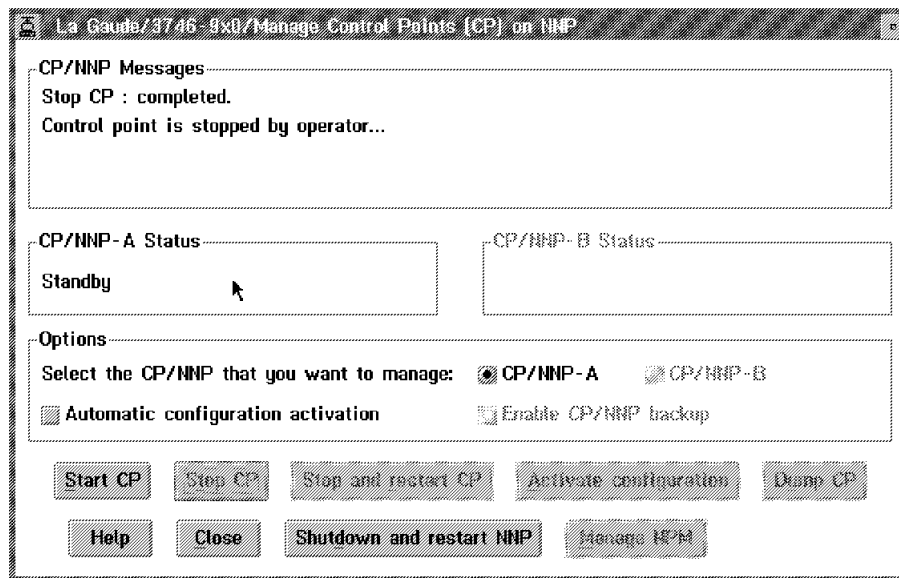 La Gaude/3746-9x0/Manage Control Points (CP) on NNP
CP/NNP Messages
Stop CP : completed.
Control point is stopped by operator...
CP/NNP-A Status
CP/NNP-B Status
Standby
Options
Select the CP/NNP that you want to manage: CP/NNP-A CP/NNP-B
Automatic configuration activation Enable CP/NNP backup
Start CP Stop CP Stop and restart CP Activate configuration Dump CP
Help Close Shutdown and restart NNP Manage NPM